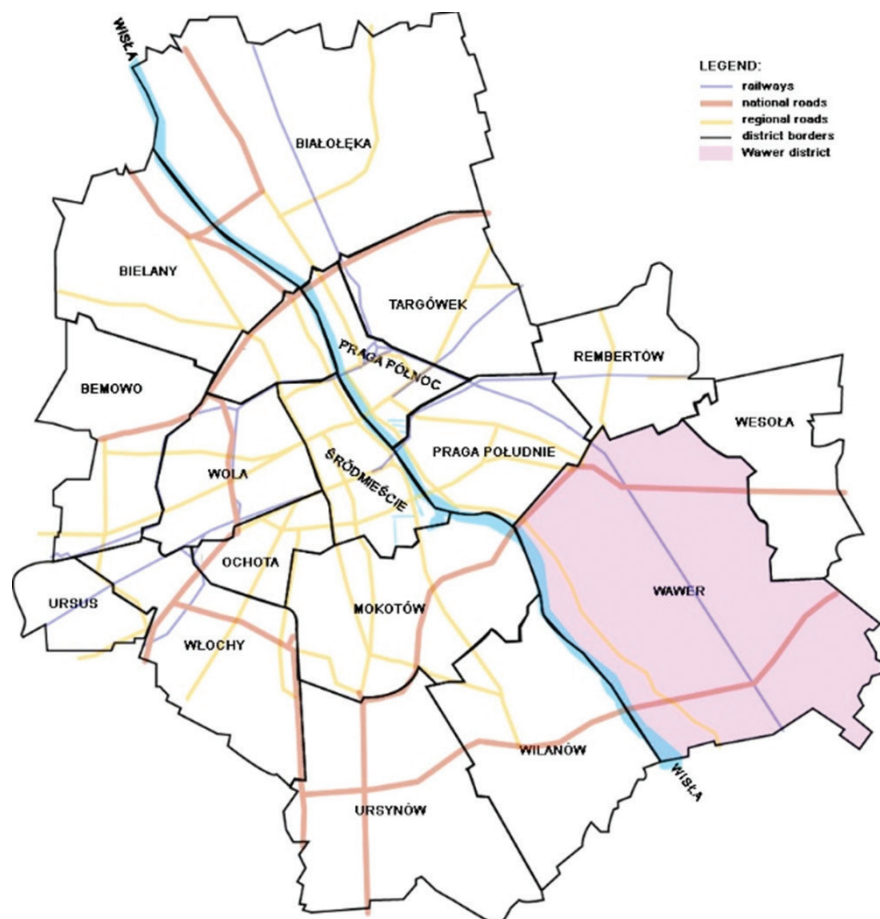 WISŁA
LEGEND:
railways
national roads
regional roads
district borders
Wawer district
BIAŁOŁĘKA
BIELANY
TARGÓWEK
PRAGA PÓŁNOC
REMBERTÓW
BEMOWO
WESOŁA
PRAGA POŁUDNIE
WOLA
ŚRÓDMIEŚCIE
OCHOTA
URSUS
MOKOTÓW
WAWER
WŁOCHY
WILANÓW
WISŁA
URSYNÓW